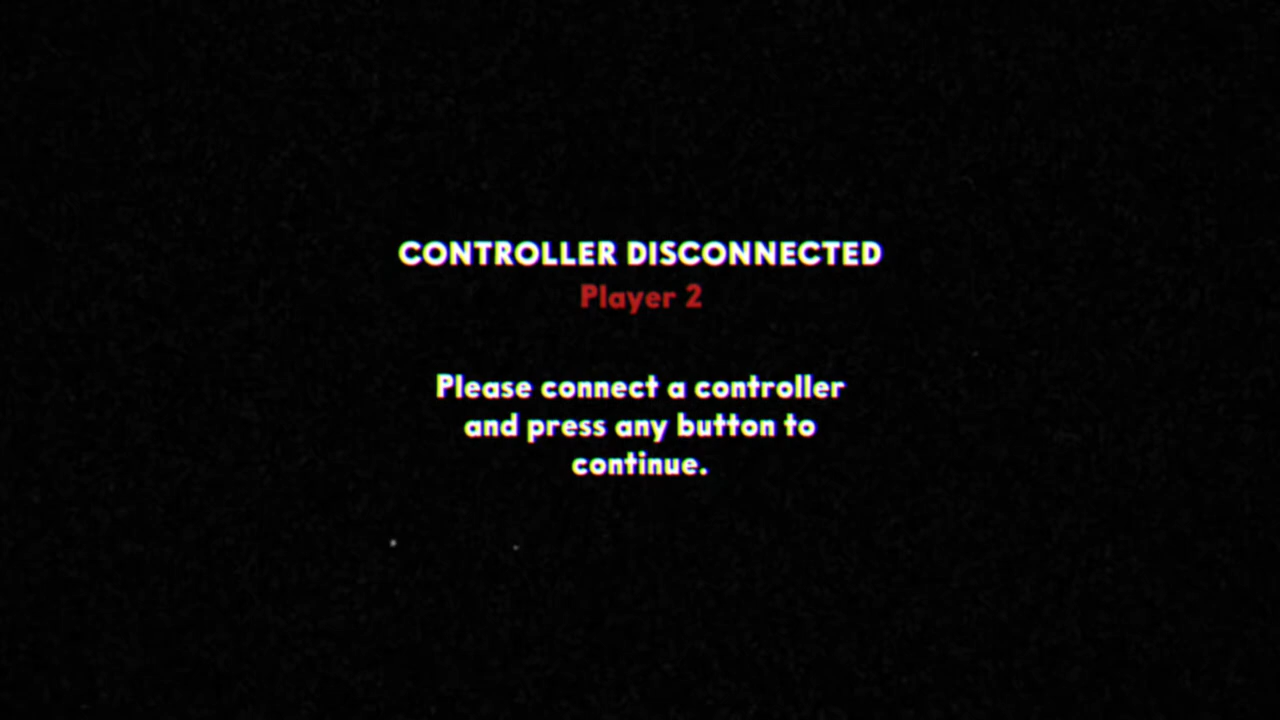 CONTROLLER DISCONNECTED
Player 2
Please connect a controller
and press any button to
continue.